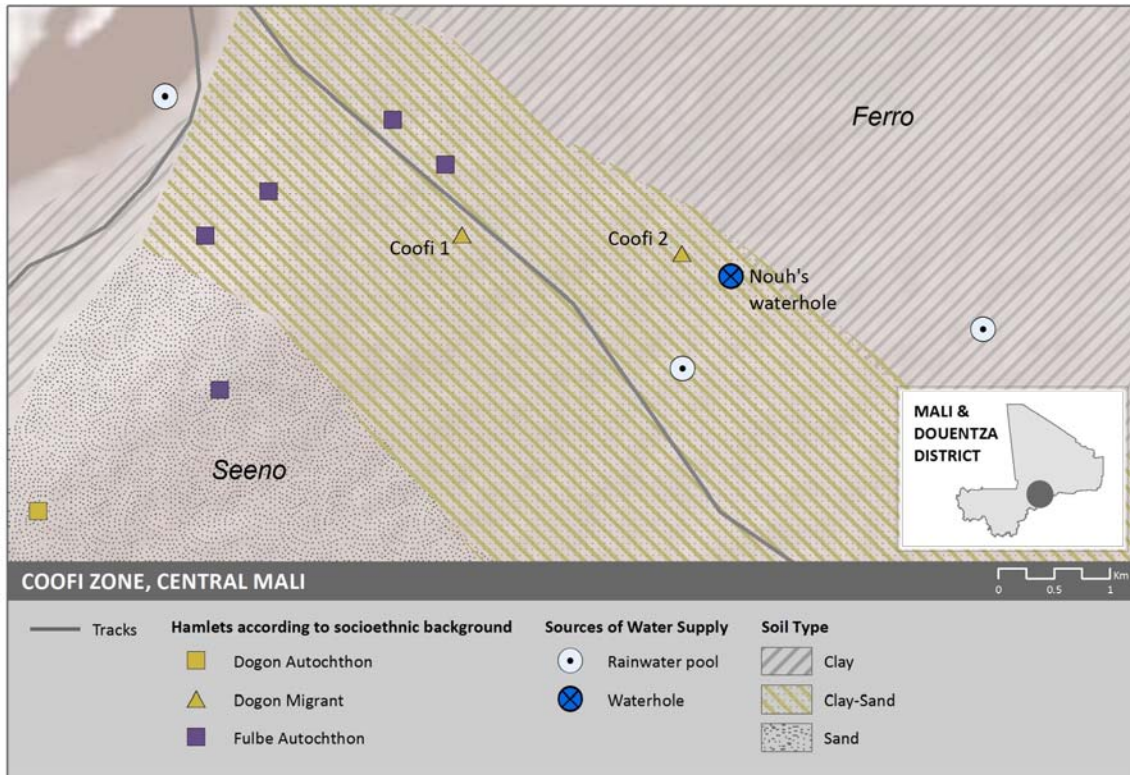 Ferro
Coofi 1
Coofi 2
Nouh's
waterhole
Seeno
MALI &
DOUENTZA
DISTRICT
COOFI ZONE, CENTRAL MALI
Km
0 0.5 1
Tracks
Hamlets according to socioethnic background
Dogon Autochthon
Dogon Migrant
Fulbe Autochthon
Sources of Water Supply
Rainwater pool
Waterhole
Soil Type
Clay
Clay-Sand
Sand